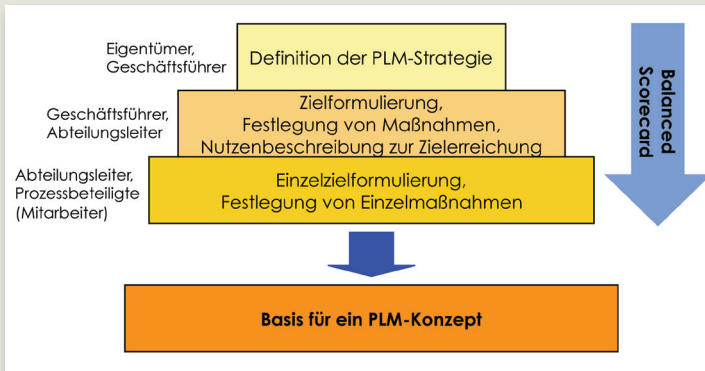 Eigentümer,
Geschäftsführer
Definition der PLM-Strategie
Geschäftsführer,
Abteilungsleiter
Zielformulierung,
Festlegung von Maßnahmen,
Nutzenbeschreibung zur Zielerreichung
Abteilungsleiter,
Prozessbeteiligte
(Mitarbeiter)
Einzelzielformulierung,
Festlegung von Einzelmaßnahmen
Balanced
Scorecard
Basis für ein PLM-Konzept